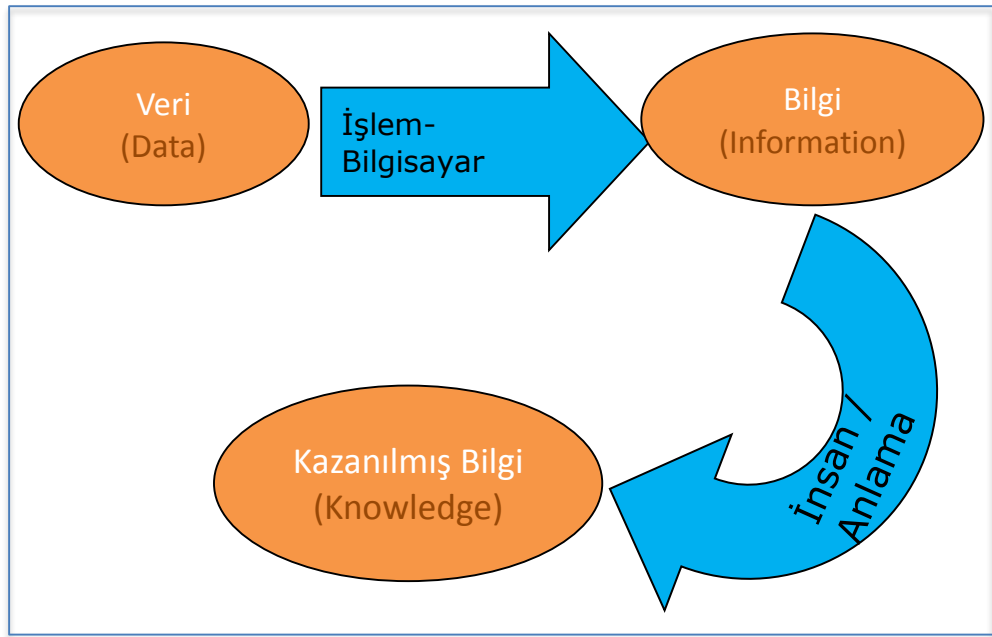 Veri
(Data)
İşlem-
Bilgisayar
Bilgi
(Information)
İnsan /
Anlama
Kazanılmış Bilgi
(Knowledge)